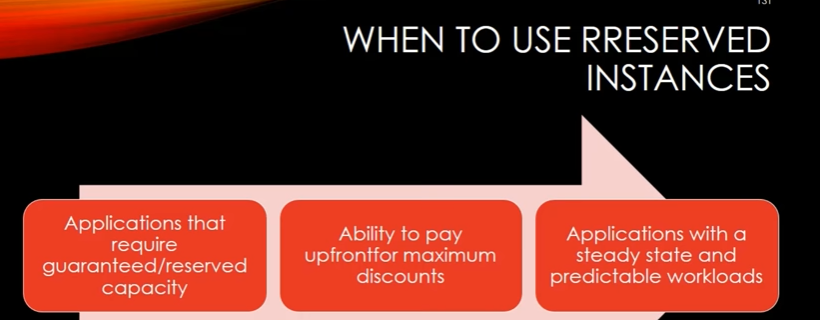 131
WHEN TO USE RRESERVED
INSTANCES
Applications that
require
guaranteed/reserved
capacity
Ability to pay
upfrontfor maximum
discounts
Applications with a
steady state and
predictable workloads